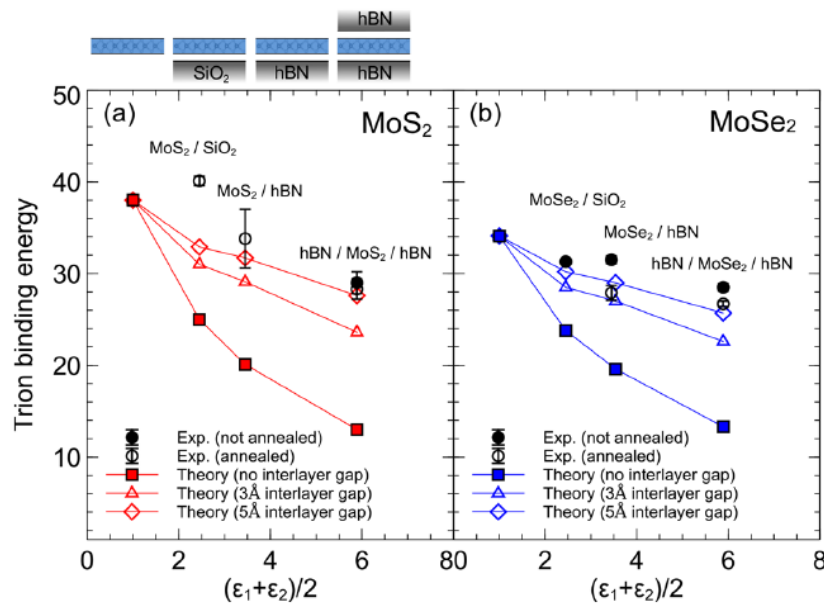 hBN
SiO₂ hBN hBN
50
40
30
20
10
Trion binding energy
(a) MoS₂
MoS₂ / SiO₂
MoS₂ / hBN
hBN / MoS₂ / hBN
Exp. (not annealed)
Exp. (annealed)
Theory (no interlayer gap)
Theory (3Å interlayer gap)
Theory (5Å interlayer gap)
0 2 4 6 8
(ε₁+ε₂)/2
(b) MoSe₂
MoSe₂ / SiO₂
MoSe₂ / hBN
hBN / MoSe₂ / hBN
Exp. (not annealed)
Exp. (annealed)
Theory (no interlayer gap)
Theory (3Å interlayer gap)
Theory (5Å interlayer gap)
0 2 4 6 8
(ε₁+ε₂)/2